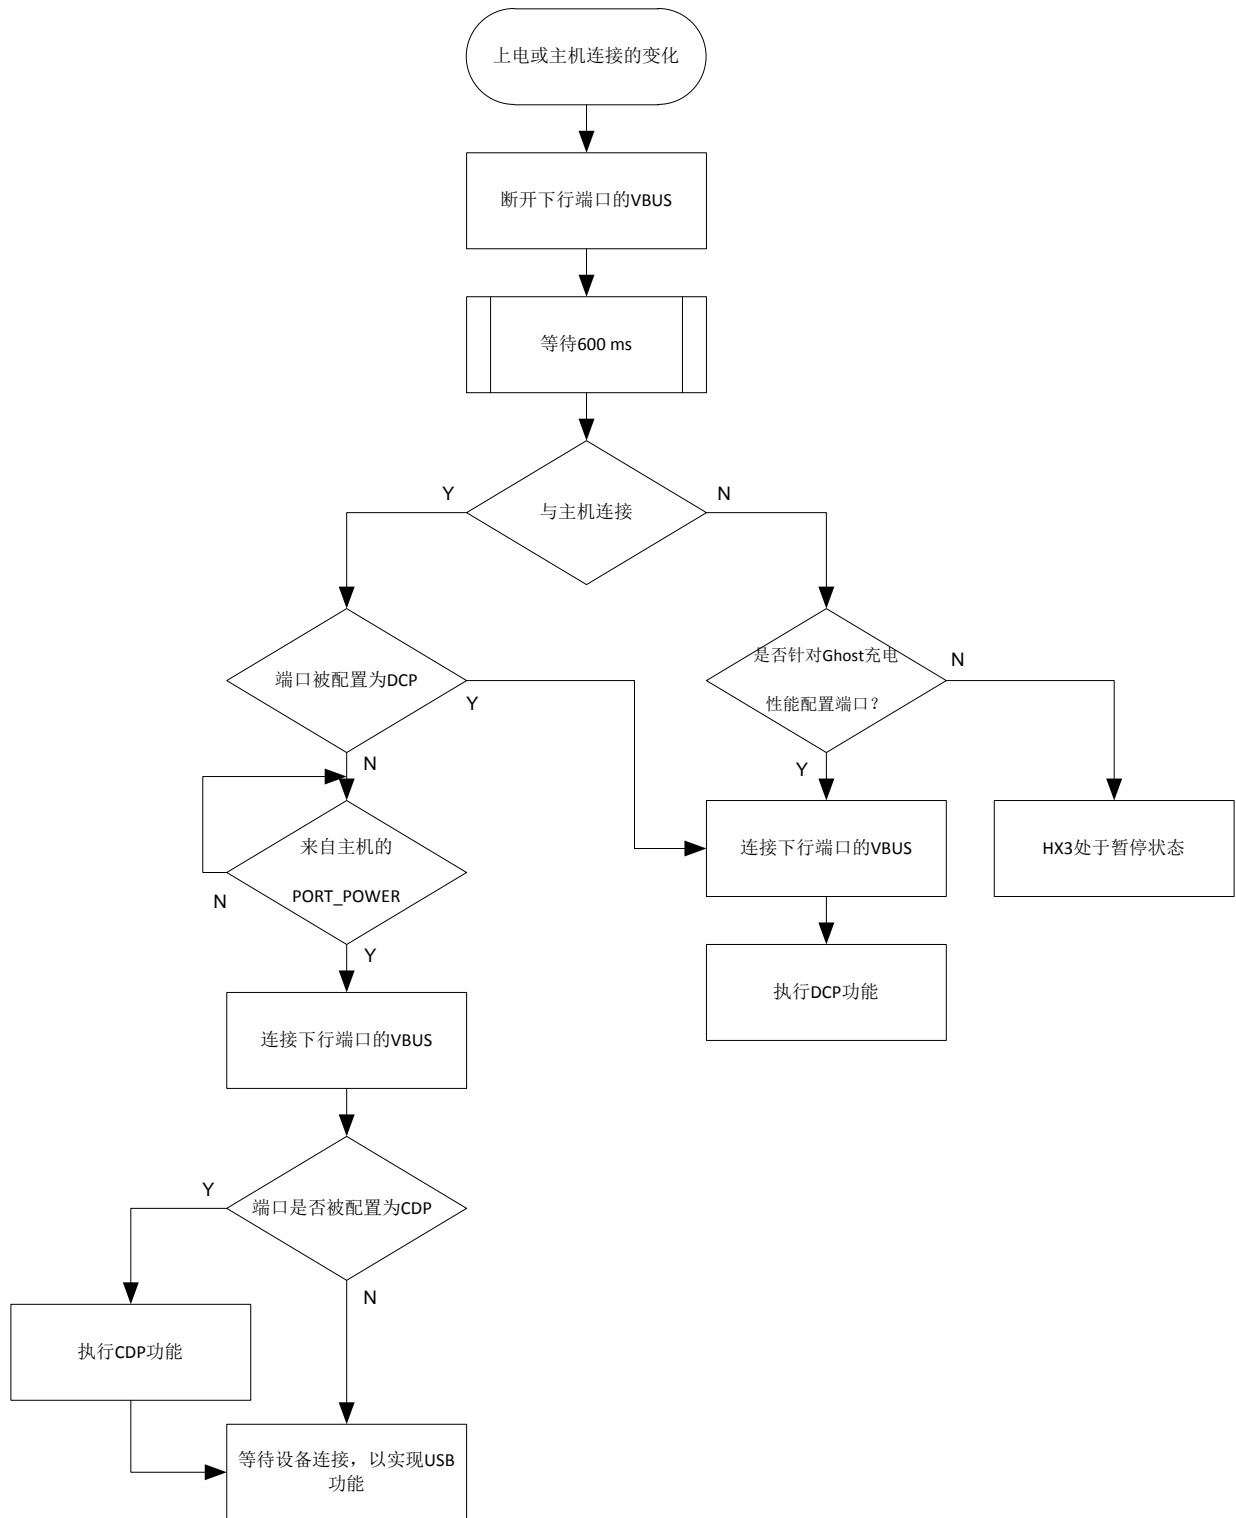 上电或主机连接的变化
断开下行端口的VBUS
等待600 ms
Y
N
与主机连接
端口被配置为DCP
Y
是否针对Ghost充电
性能配置端口？
N
N
Y
来自主机的
PORT_POWER
N
连接下行端口的VBUS
HX3处于暂停状态
Y
执行DCP功能
连接下行端口的VBUS
Y
端口是否被配置为CDP
N
执行CDP功能
等待设备连接，以实现USB
功能